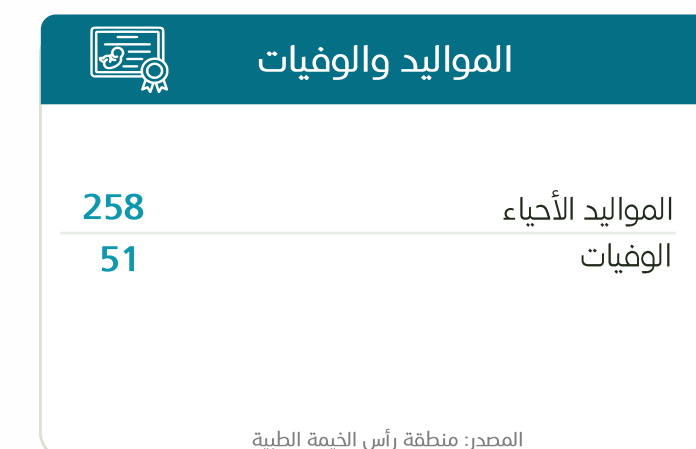 المواليد والوفيات
المواليد الأحياء 258
الوفيات 51
المصدر: منطقة رأس الخيمة الطبية